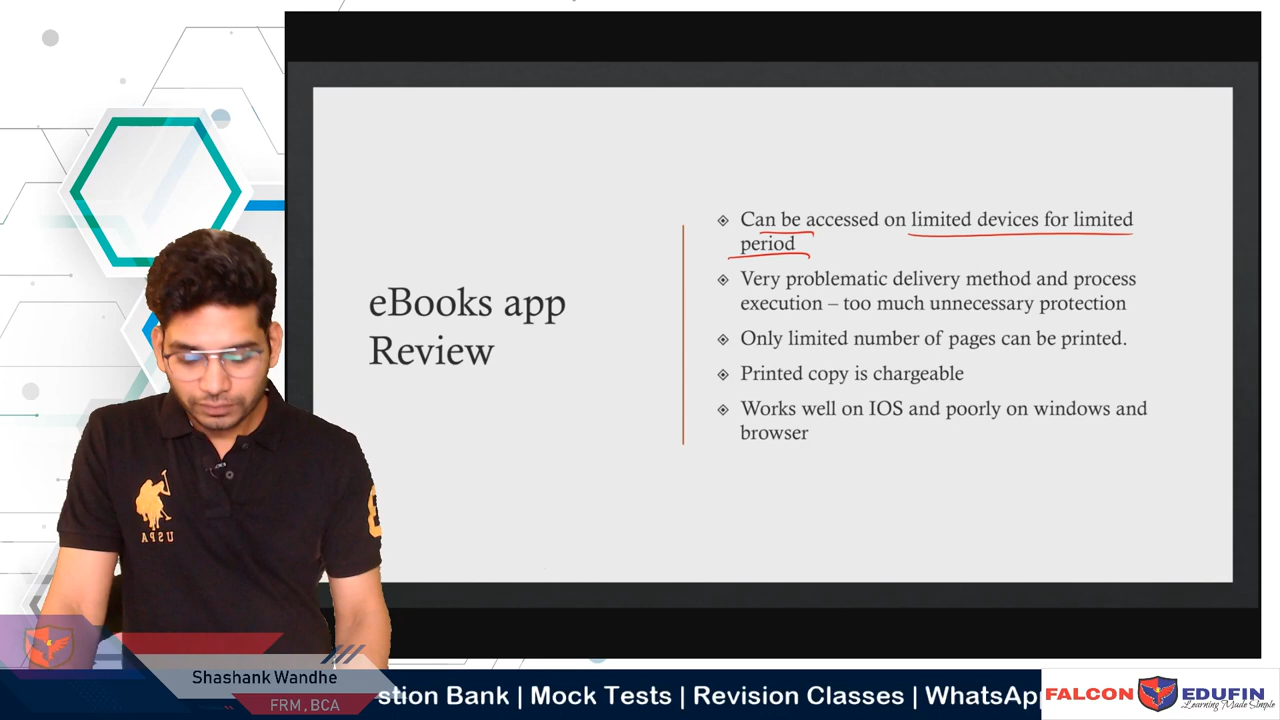 eBooks app
Review
Can be accessed on limited devices for limited
period
Very problematic delivery method and process
execution – too much unnecessary protection
Only limited number of pages can be printed.
Printed copy is chargeable
Works well on IOS and poorly on windows and
browser
USPA
3
Shashank Wandhe
FRM, BCA
stion Bank | Mock Tests | Revision Classes | WhatsAp
FALCON EDUFIN
Learning Made Simple